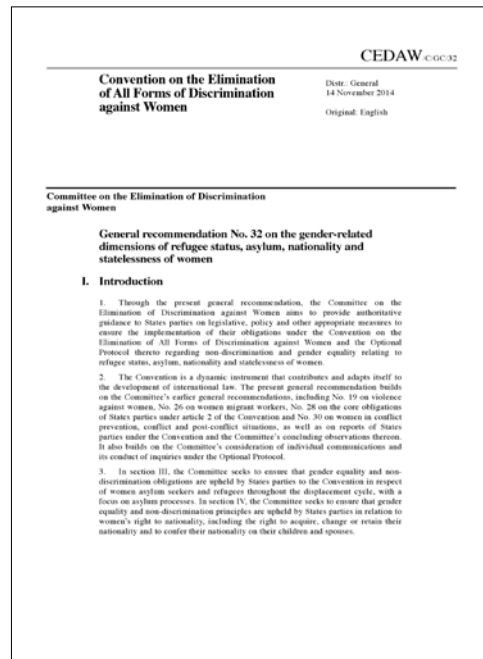 CEDAW/C/GC/32
Convention on the Elimination
of All Forms of Discrimination
against Women
Distr.: General
14 November 2014
Original: English
Committee on the Elimination of Discrimination
against Women
General recommendation No. 32 on the gender-related
dimensions of refugee status, asylum, nationality and
statelessness of women
I. Introduction
1. Through the present general recommendation, the Committee on the
Elimination of Discrimination against Women aims to provide authoritative
guidance to States parties on legislative, policy and other appropriate measures to
ensure the implementation of their obligations under the Convention on the
Elimination of All Forms of Discrimination against Women and the Optional
Protocol thereto regarding non-discrimination and gender equality relating to
refugee status, asylum, nationality and statelessness of women.
2. The Convention is a dynamic instrument that contributes and adapts itself to
the development of international law. The present general recommendation builds
on the Committee's earlier general recommendations, including No. 19 on violence
against women, No. 26 on women migrant workers, No. 28 on the core obligations
of States parties under article 2 of the Convention and No. 30 on women in conflict
prevention, conflict and post-conflict situations, as well as on reports of States
parties under the Convention and the Committee's concluding observations thereon.
It also builds on the Committee's consideration of individual communications and
its conduct of inquiries under the Optional Protocol.
3. In section III, the Committee seeks to ensure that gender equality and non-
discrimination obligations are upheld by States parties to the Convention in respect
of women asylum seekers and refugees throughout the displacement cycle, with a
focus on asylum processes. In section IV, the Committee seeks to ensure that gender
equality and non-discrimination principles are upheld by States parties in relation to
women's right to nationality, including the right to acquire, change or retain their
nationality and to confer their nationality on their children and spouses.